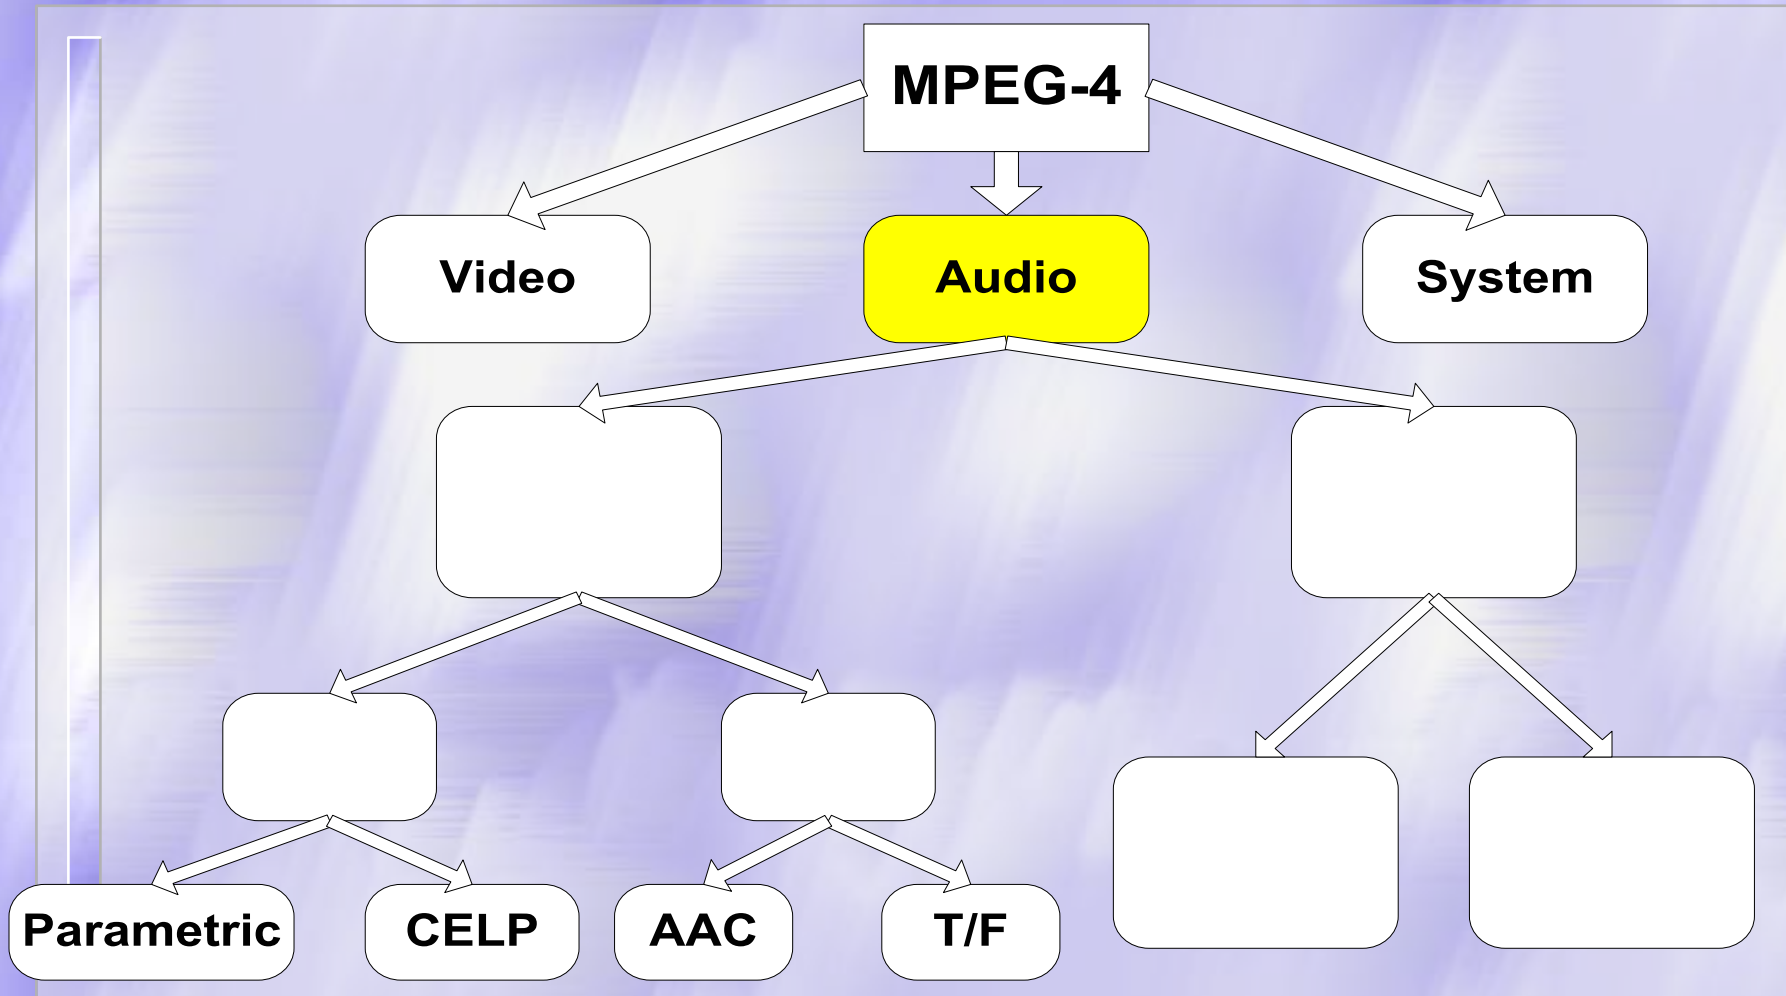 MPEG-4
Video
Audio
System
Parametric
CELP
AAC
T/F